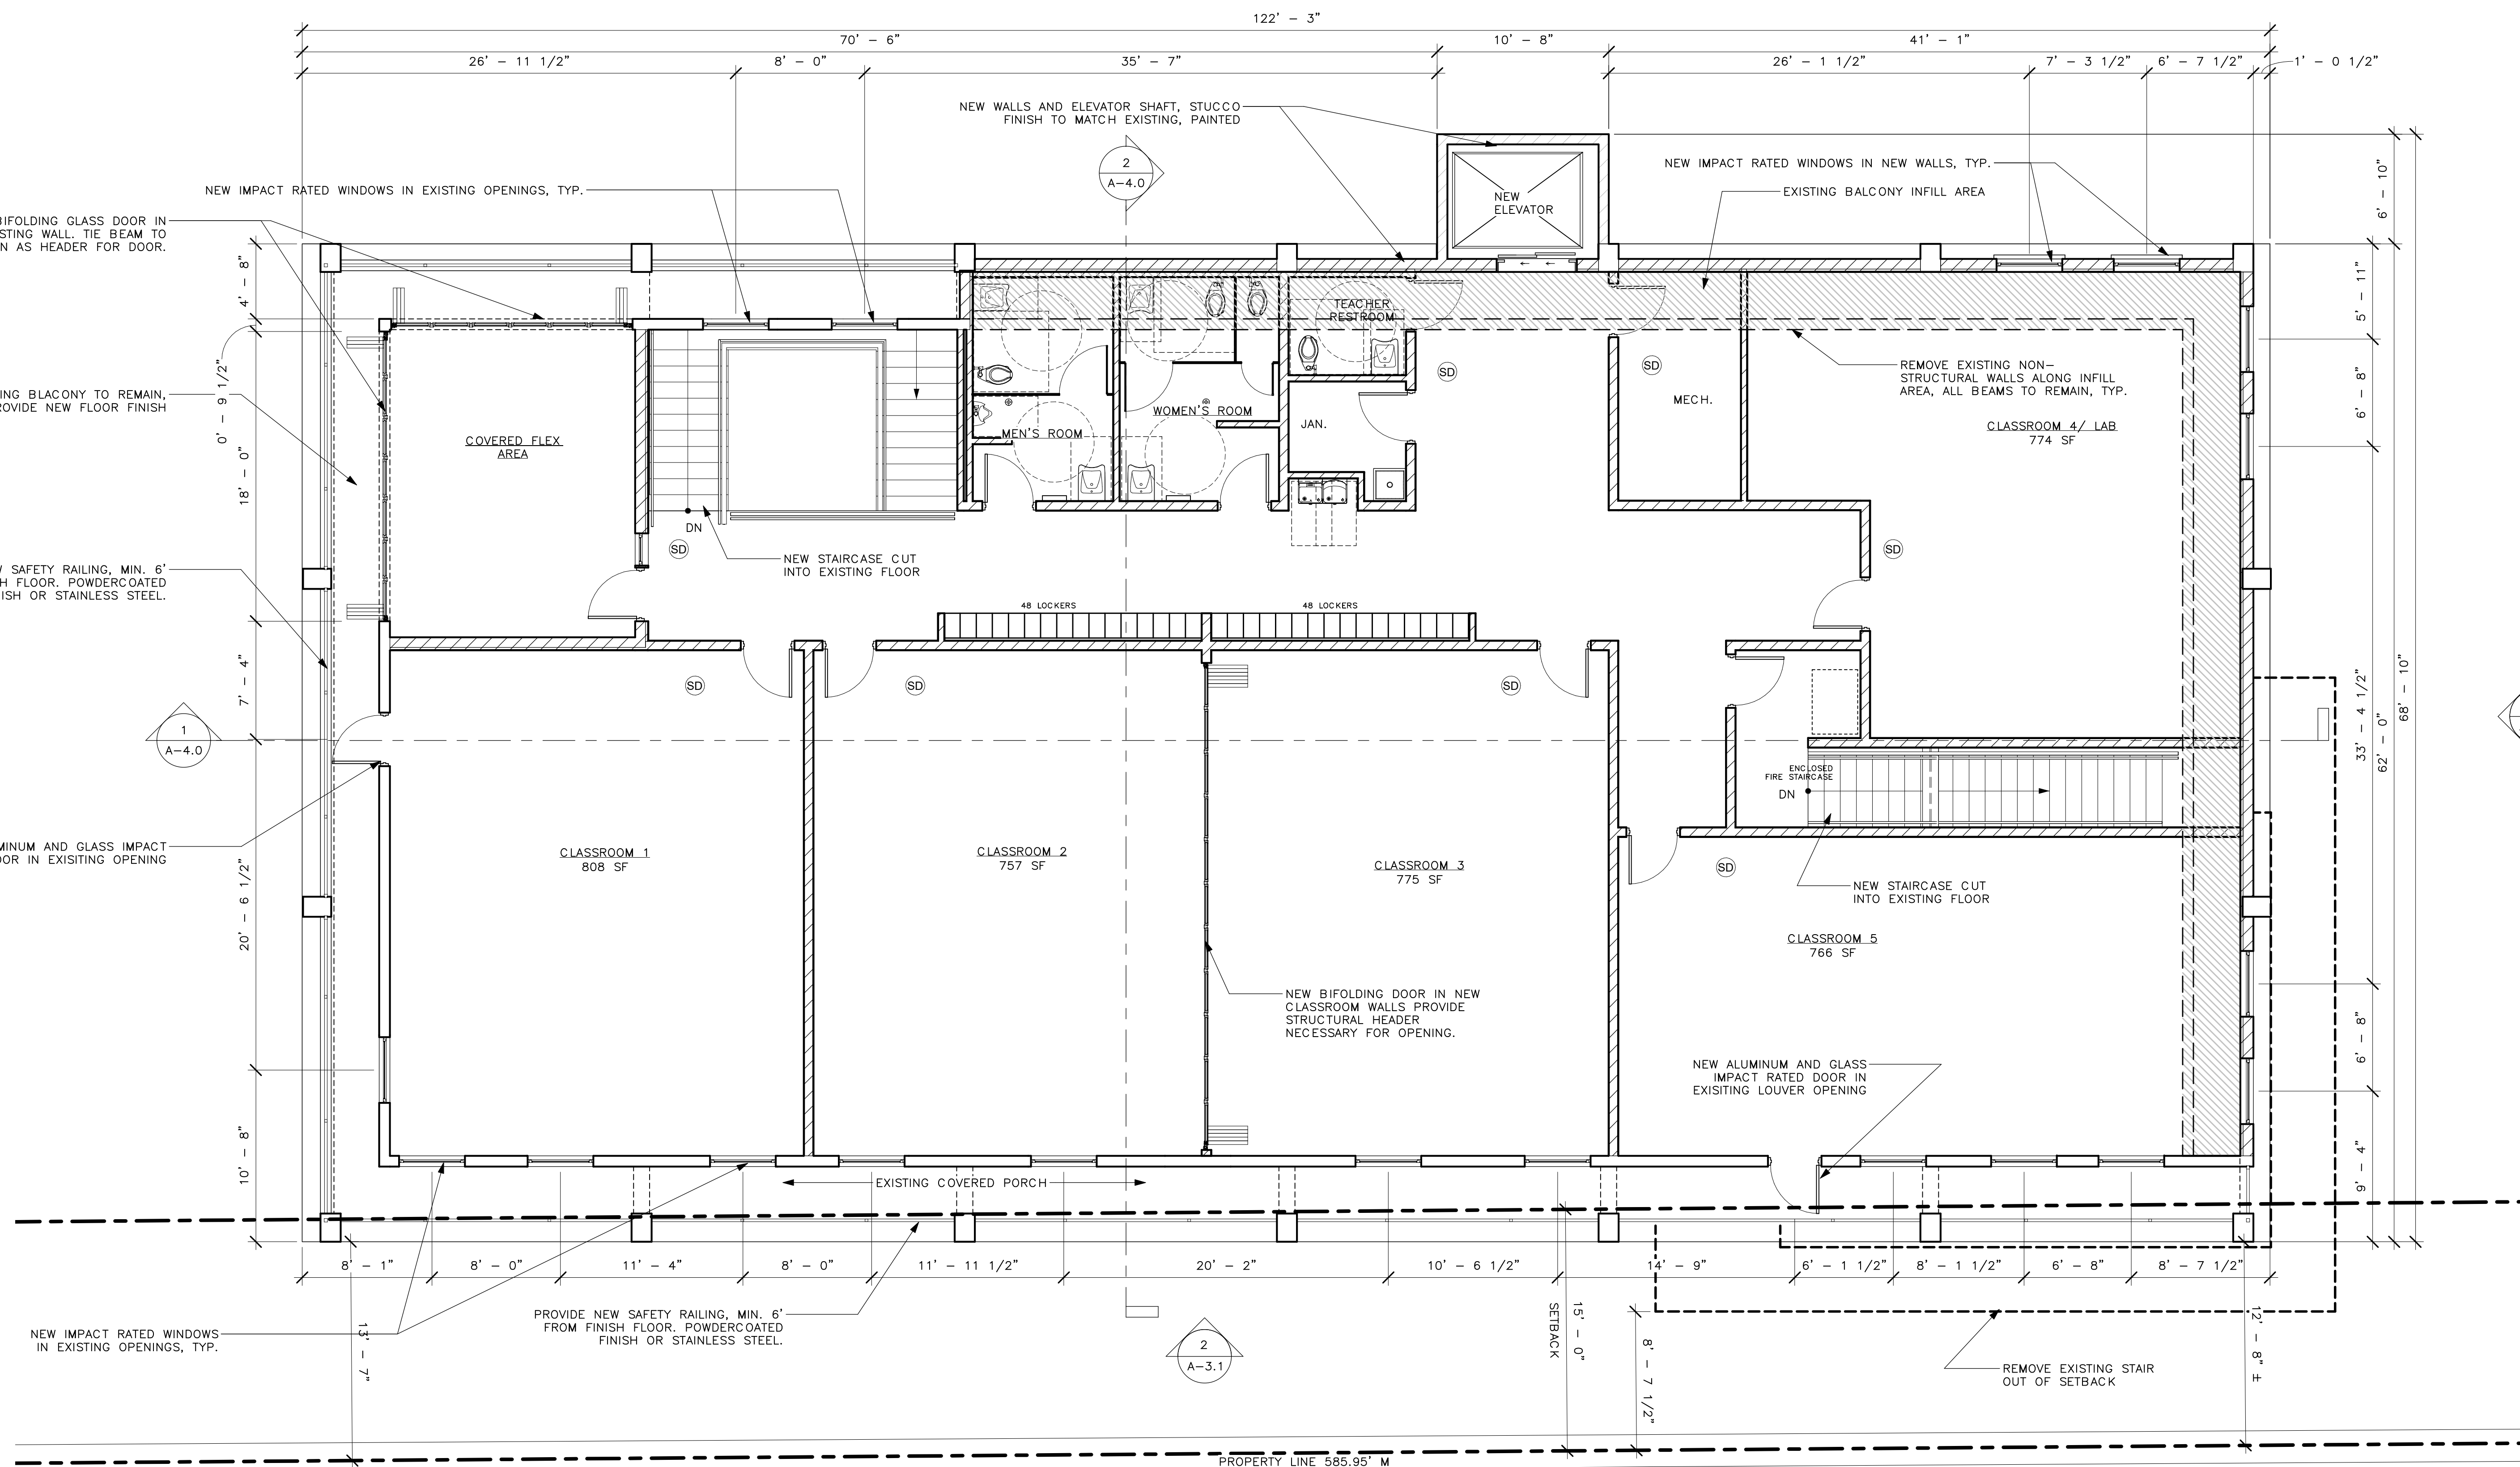 122' – 3"
70' – 6"
10' – 8"
41' – 1"
26' – 11 1/2"
8' – 0"
35' – 7"
26' – 1 1/2"
7' – 3 1/2"
6' – 7 1/2"
1' – 0 1/2"
NEW WALLS AND ELEVATOR SHAFT, STUCCO
FINISH TO MATCH EXISTING, PAINTED
2
A–4.0
NEW IMPACT RATED WINDOWS IN NEW WALLS, TYP.
EXISTING BALCONY INFILL AREA
NEW IMPACT RATED WINDOWS IN EXISTING OPENINGS, TYP.
NEW
ELEVATOR
6' – 10"
BIFOLDING GLASS DOOR IN
STING WALL. TIE BEAM TO
N AS HEADER FOR DOOR.
4' – 8"
5' – 11"
TEACHER
RESTROOM
REMOVE EXISTING NON–
STRUCTURAL WALLS ALONG INFILL
AREA, ALL BEAMS TO REMAIN, TYP.
SD
SD
MECH.
6' – 8"
ING BLACONY TO REMAIN,
ROVIDE NEW FLOOR FINISH
0' – 9 1/2"
COVERED FLEX
AREA
MEN'S ROOM
WOMEN'S ROOM
JAN.
CLASSROOM 4/ LAB
774 SF
18' – 0"
DN
SD
SD
NEW STAIRCASE CUT
INTO EXISTING FLOOR
W SAFETY RAILING, MIN. 6'
H FLOOR. POWDERCOATED
ISH OR STAINLESS STEEL.
48 LOCKERS
48 LOCKERS
7' – 4"
SD
SD
SD
1
A–4.0
33' – 4 1/2"
62' – 0"
68' – 10"
ENCLOSED
FIRE STAIRCASE
DN
MINUM AND GLASS IMPACT
OOR IN EXISITING OPENING
CLASSROOM 1
808 SF
CLASSROOM 2
757 SF
CLASSROOM 3
775 SF
SD
NEW STAIRCASE CUT
INTO EXISTING FLOOR
20' – 6 1/2"
CLASSROOM 5
766 SF
NEW BIFOLDING DOOR IN NEW
CLASSROOM WALLS PROVIDE
STRUCTURAL HEADER
NECESSARY FOR OPENING.
6' – 8"
NEW ALUMINUM AND GLASS
IMPACT RATED DOOR IN
EXISITING LOUVER OPENING
10' – 8"
9' – 4"
EXISTING COVERED PORCH
8' – 1"
8' – 0"
11' – 4"
8' – 0"
11' – 11 1/2"
20' – 2"
10' – 6 1/2"
14' – 9"
6' – 1 1/2"
8' – 1 1/2"
6' – 8"
8' – 7 1/2"
NEW IMPACT RATED WINDOWS
IN EXISTING OPENINGS, TYP.
13' – 7"
PROVIDE NEW SAFETY RAILING, MIN. 6'
FROM FINISH FLOOR. POWDERCOATED
FINISH OR STAINLESS STEEL.
2
A–3.1
15' – 0"
SETBACK
8' – 7 1/2"
12' – 8" ±
REMOVE EXISTING STAIR
OUT OF SETBACK
PROPERTY LINE 585.95' M